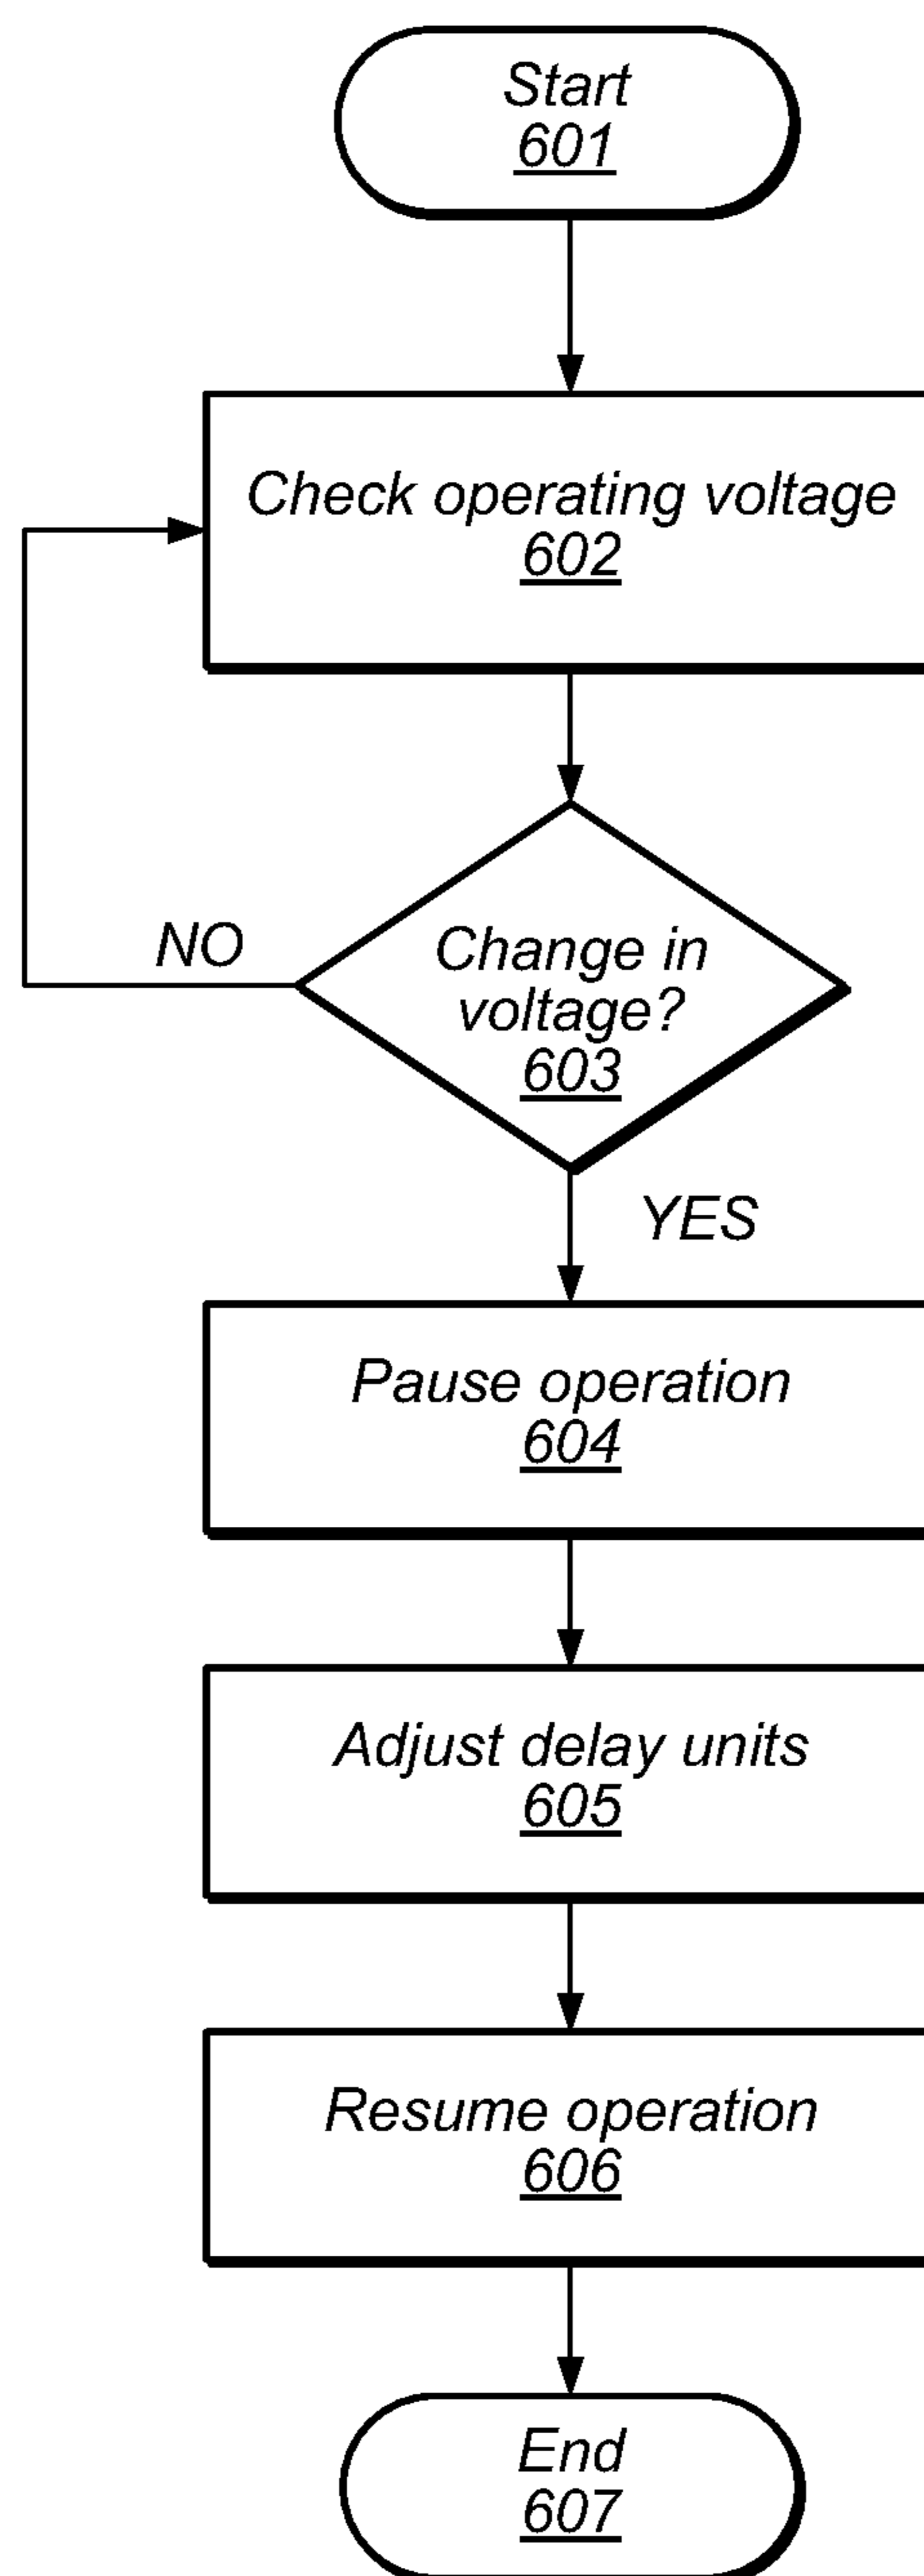 Start
601
Check operating voltage
602
NO
Change in
voltage?
603
YES
Pause operation
604
Adjust delay units
605
Resume operation
606
End
607